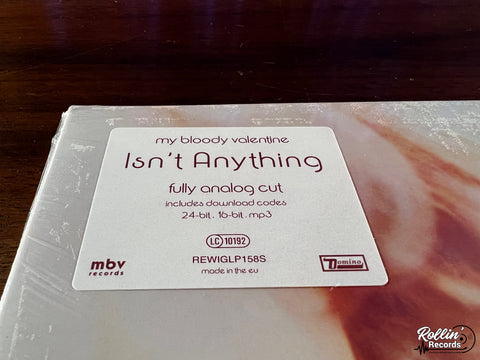 my bloody valentine
Isn't Anything
fully analog cut
includes download codes
24-bit. 16-bit. mp3
LC 10192
mbv
records
REWIGLP158S
made in the eu
Domino
Rollin'
Records